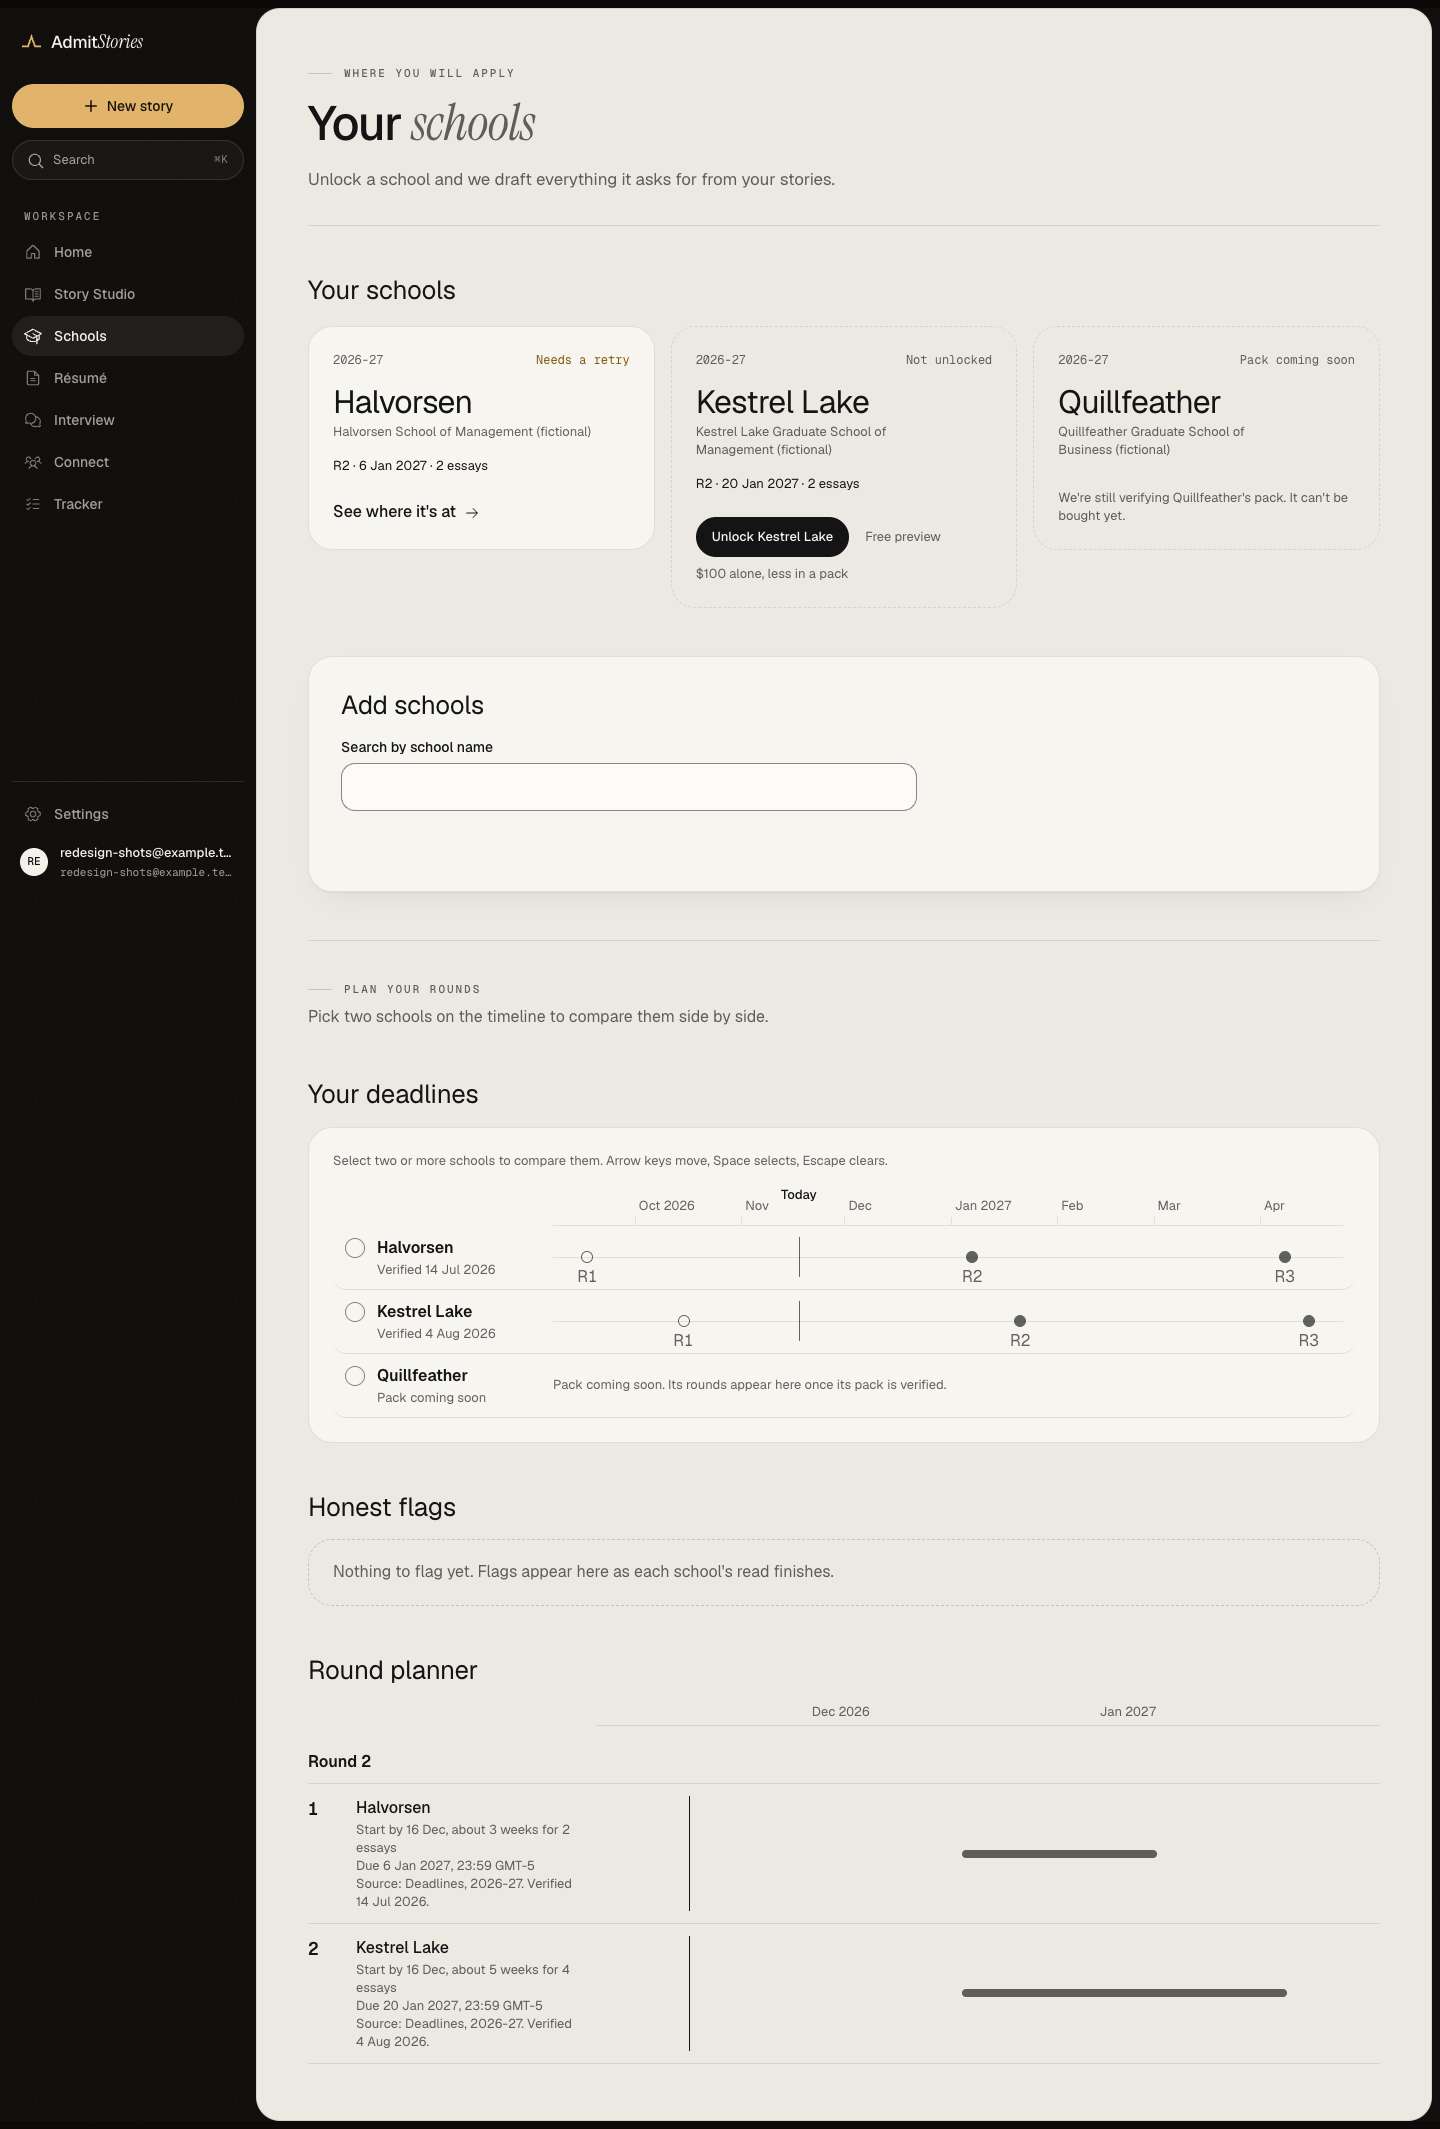 AdmitStories
New story
Search ⌘K
WORKSPACE
Home
Story Studio
Schools
Résumé
Interview
Connect
Tracker
Settings
RE
redesign-shots@example.t…
redesign-shots@example.te…
WHERE YOU WILL APPLY
Your schools
Unlock a school and we draft everything it asks for from your stories.
Your schools
2026-27 Needs a retry
Halvorsen
Halvorsen School of Management (fictional)
R2 · 6 Jan 2027 · 2 essays
See where it's at →
2026-27 Not unlocked
Kestrel Lake
Kestrel Lake Graduate School of
Management (fictional)
R2 · 20 Jan 2027 · 2 essays
Unlock Kestrel Lake Free preview
$100 alone, less in a pack
2026-27 Pack coming soon
Quillfeather
Quillfeather Graduate School of
Business (fictional)
We're still verifying Quillfeather's pack. It can't be
bought yet.
Add schools
Search by school name
PLAN YOUR ROUNDS
Pick two schools on the timeline to compare them side by side.
Your deadlines
Select two or more schools to compare them. Arrow keys move, Space selects, Escape clears.
Today
Oct 2026 Nov Dec Jan 2027 Feb Mar Apr
Halvorsen
Verified 14 Jul 2026
R1 R2 R3
Kestrel Lake
Verified 4 Aug 2026
R1 R2 R3
Quillfeather
Pack coming soon
Pack coming soon. Its rounds appear here once its pack is verified.
Honest flags
Nothing to flag yet. Flags appear here as each school's read finishes.
Round planner
Dec 2026 Jan 2027
Round 2
1 Halvorsen
Start by 16 Dec, about 3 weeks for 2
essays
Due 6 Jan 2027, 23:59 GMT-5
Source: Deadlines, 2026-27. Verified
14 Jul 2026.
2 Kestrel Lake
Start by 16 Dec, about 5 weeks for 4
essays
Due 20 Jan 2027, 23:59 GMT-5
Source: Deadlines, 2026-27. Verified
4 Aug 2026.